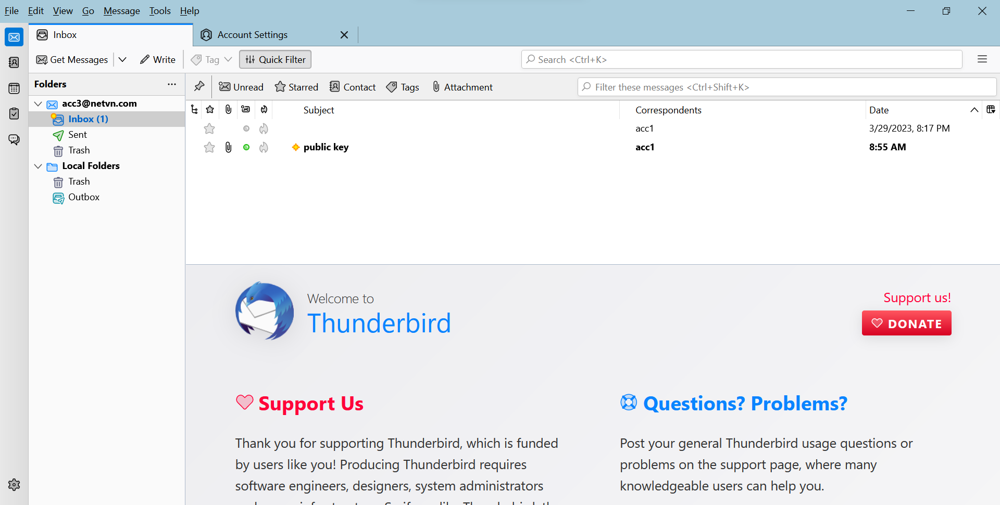 File Edit View Go Message Tools Help
Inbox Account Settings
Get Messages Write Tag Quick Filter Search <Ctrl+K>
Folders
Unread Starred Contact Tags Attachment Filter these messages <Ctrl+Shift+K>
acc3@netvn.com
Inbox (1)
Sent
Trash
Local Folders
Trash
Outbox
Subject Correspondents Date
acc1 3/29/2023, 8:17 PM
public key acc1 8:55 AM
Welcome to
Thunderbird
Support us!
DONATE
Support Us
Thank you for supporting Thunderbird, which is funded
by users like you! Producing Thunderbird requires
software engineers, designers, system administrators
Questions? Problems?
Post your general Thunderbird usage questions or
problems on the support page, where many
knowledgeable users can help you.